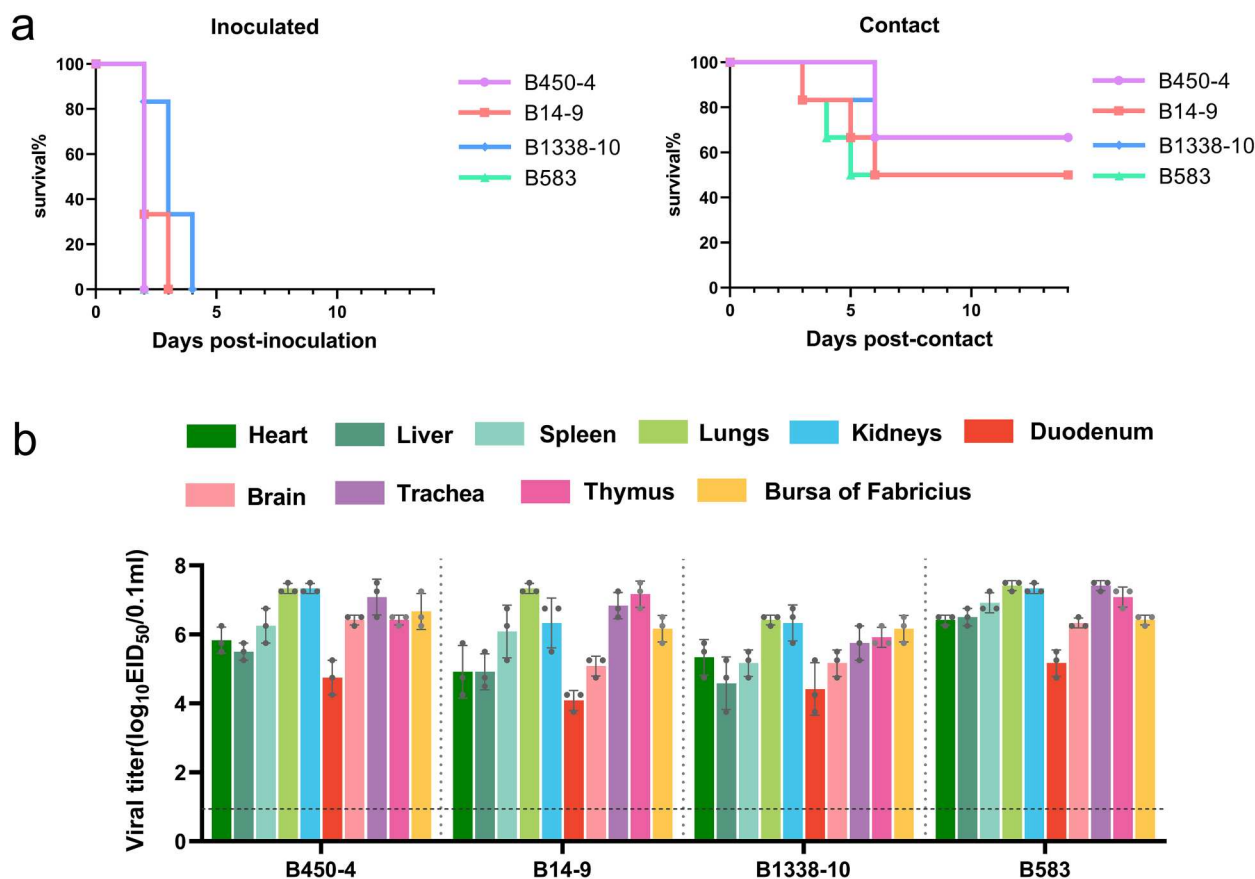 a
Inoculated
survival%
100
80
60
40
20
0
0 5 10
Days post-inoculation
B450-4
B14-9
B1338-10
B583
Contact
survival%
100
80
60
40
20
0
0 5 10
Days post-contact
B450-4
B14-9
B1338-10
B583
b
Heart Liver Spleen Lungs Kidneys Duodenum
Brain Trachea Thymus Bursa of Fabricius
Viral titer(log10EID50/0.1ml)
8
6
4
2
0
B450-4 B14-9 B1338-10 B583